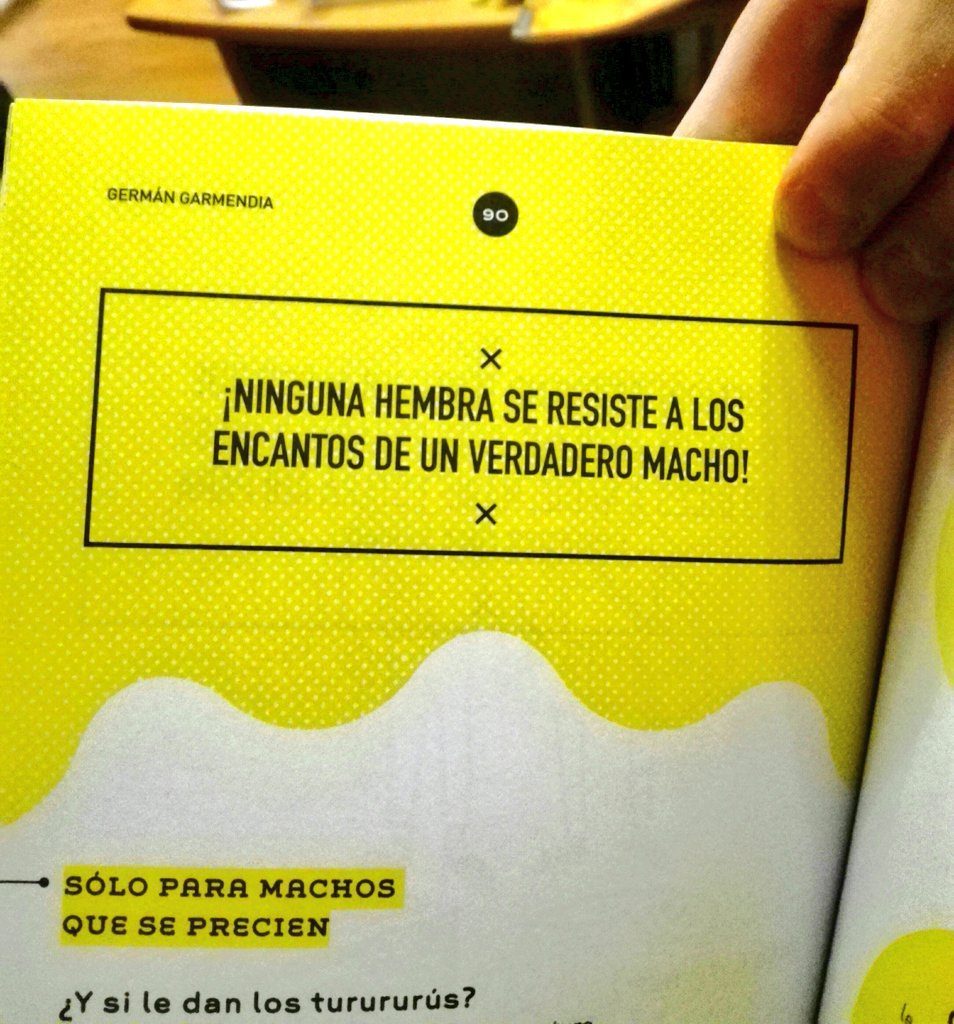 GERMÁN GARMENDIA
90
¡NINGUNA HEMBRA SE RESISTE A LOS
ENCANTOS DE UN VERDADERO MACHO!
SÓLO PARA MACHOS
QUE SE PRECIEN
¿Y si le dan los turururús?